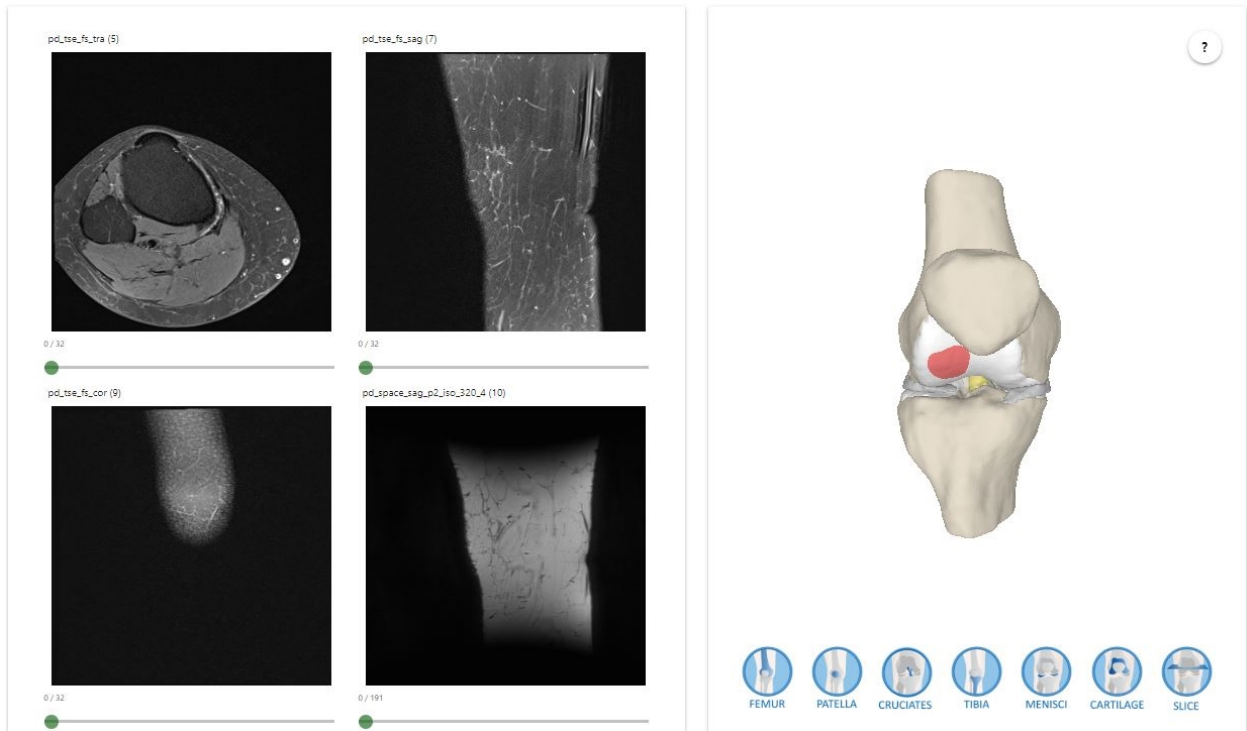 pd_tse_fs_tra (5)
pd_tse_fs_sag (7)
0 / 32
0 / 32
pd_tse_fs_cor (9)
pd_space_sag_p2_iso_320_4 (10)
0 / 32
0 / 191
?
FEMUR
PATELLA
CRUCIATES
TIBIA
MENISCI
CARTILAGE
SLICE